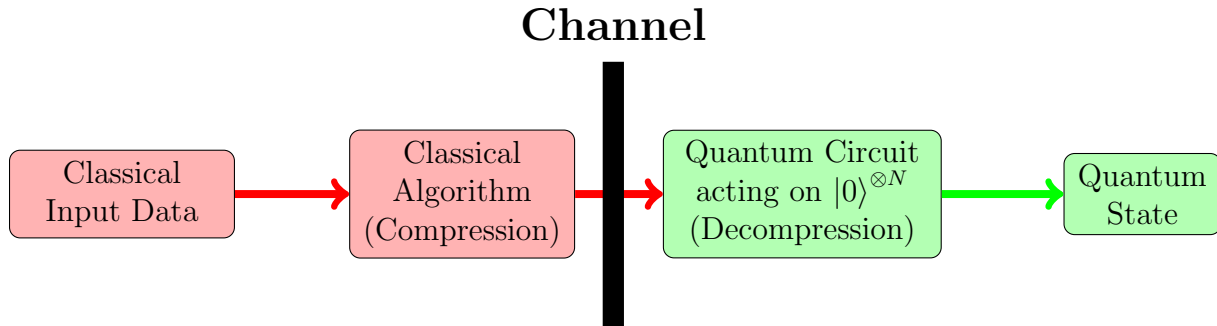 Channel
Classical
Input Data
Classical
Algorithm
(Compression)
Quantum Circuit
acting on |0⟩^{⊗N}
(Decompression)
Quantum
State